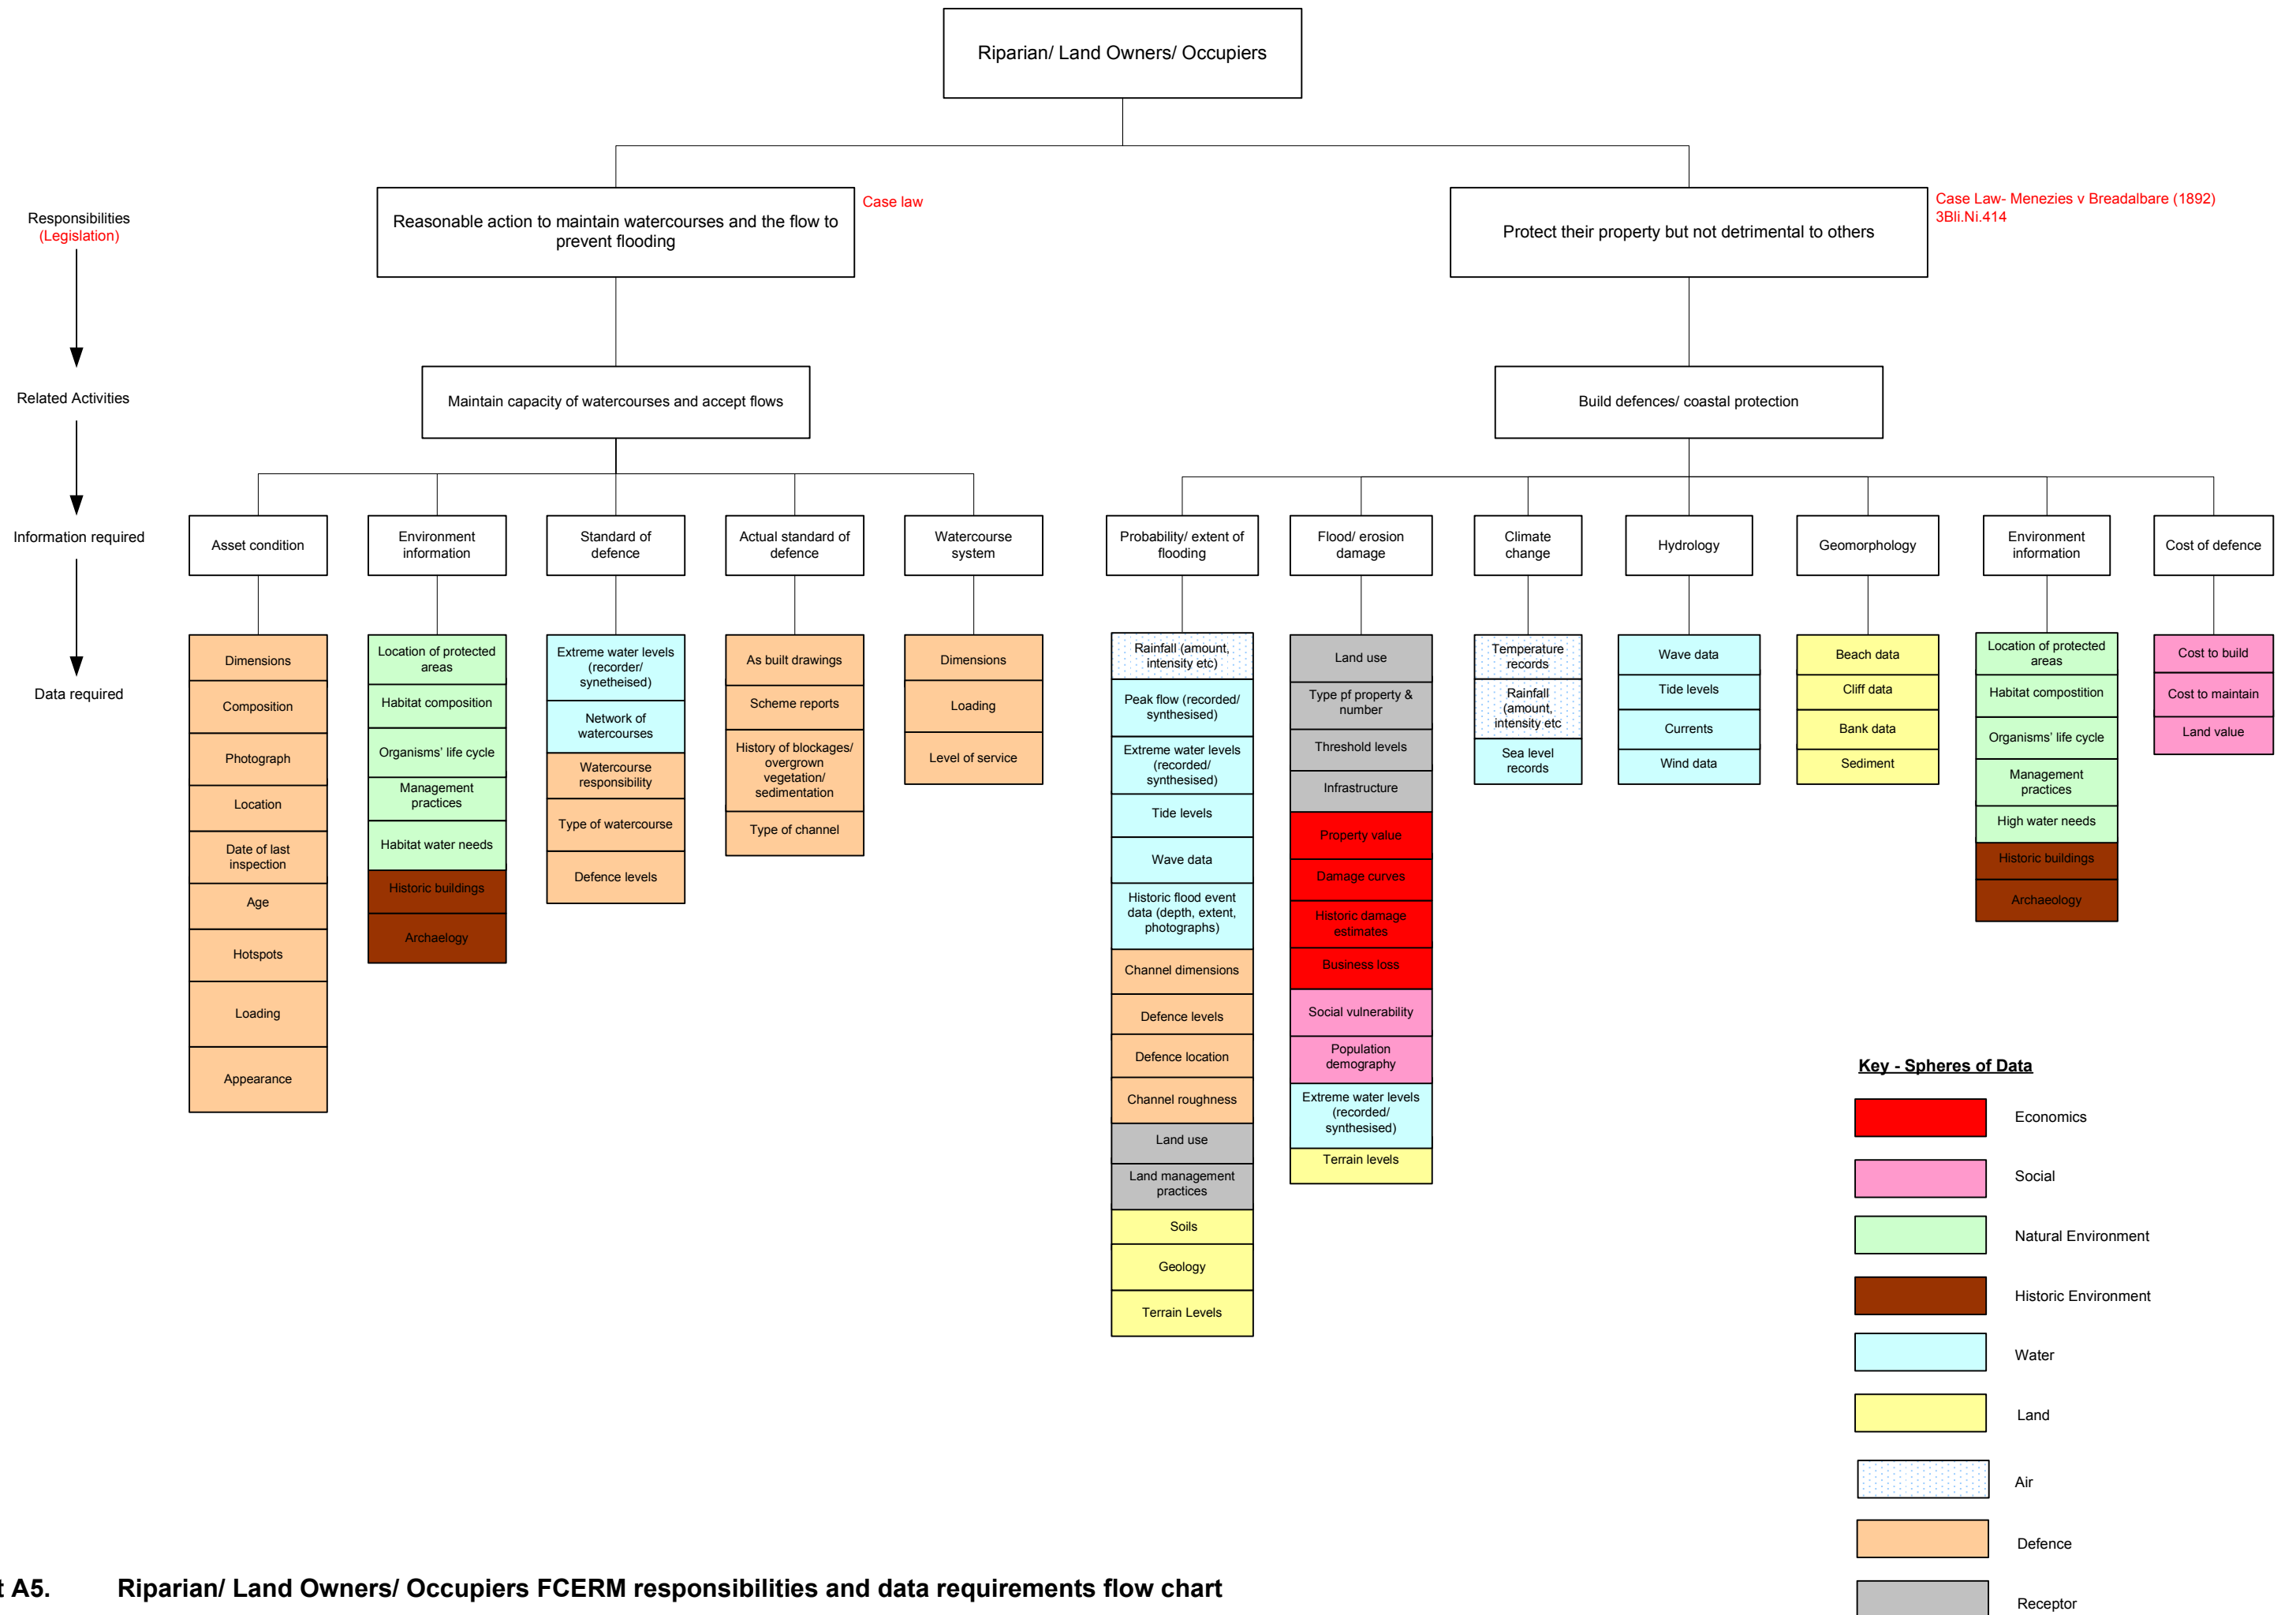 Riparian/ Land Owners/ Occupiers
Responsibilities
(Legislation)
Reasonable action to maintain watercourses and the flow to
prevent flooding
Case law
Protect their property but not detrimental to others
Case Law- Menezies v Breadalbare (1892)
3Bli.Ni.414
Related Activities
Maintain capacity of watercourses and accept flows
Build defences/ coastal protection
Information required
Asset condition
Environment
information
Standard of
defence
Actual standard of
defence
Watercourse
system
Probability/ extent of
flooding
Flood/ erosion
damage
Climate
change
Hydrology
Geomorphology
Environment
information
Cost of defence
Data required
Dimensions
Composition
Photograph
Location
Date of last
inspection
Age
Hotspots
Loading
Appearance
Location of protected
areas
Habitat composition
Organisms' life cycle
Management
practices
Habitat water needs
Historic buildings
Archaelogy
Extreme water levels
(recorder/
synetheised)
Network of
watercourses
Watercourse
responsibility
Type of watercourse
Defence levels
As built drawings
Scheme reports
History of blockages/
overgrown
vegetation/
sedimentation
Type of channel
Dimensions
Loading
Level of service
Rainfall (amount,
intensity etc)
Peak flow (recorded/
synthesised)
Extreme water levels
(recorded/
synthesised)
Tide levels
Wave data
Historic flood event
data (depth, extent,
photographs)
Channel dimensions
Defence levels
Defence location
Channel roughness
Land use
Land management
practices
Soils
Geology
Terrain Levels
Land use
Type pf property &
number
Threshold levels
Infrastructure
Property value
Damage curves
Historic damage
estimates
Business loss
Social vulnerability
Population
demography
Extreme water levels
(recorded/
synthesised)
Terrain levels
Temperature
records
Rainfall
(amount,
intensity etc
Sea level
records
Wave data
Tide levels
Currents
Wind data
Beach data
Cliff data
Bank data
Sediment
Location of protected
areas
Habitat compostition
Organisms' life cycle
Management
practices
High water needs
Historic buildings
Archaeology
Cost to build
Cost to maintain
Land value
Key - Spheres of Data
Economics
Social
Natural Environment
Historic Environment
Water
Land
Air
Defence
Receptor
t A5. Riparian/ Land Owners/ Occupiers FCERM responsibilities and data requirements flow chart